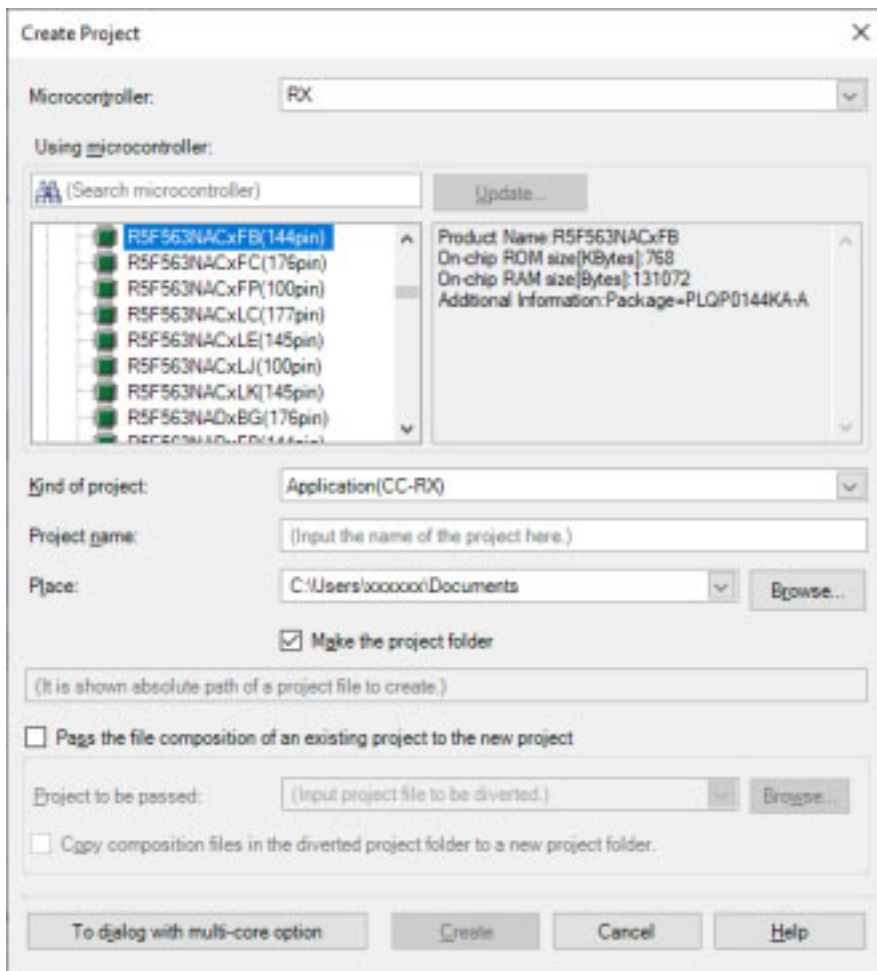 Create Project
Microcontroller:
RX
Using microcontroller:
(Search microcontroller)
Update...
R5F563NACxFB(144pin)
R5F563NACxFC(176pin)
R5F563NACxFP(100pin)
R5F563NACxLC(177pin)
R5F563NACxLE(145pin)
R5F563NACxLJ(100pin)
R5F563NACxLK(145pin)
R5F563NADxBG(176pin)
Product Name:R5F563NACxFB
On-chip ROM size[KBytes]:768
On-chip RAM size[Bytes]:131072
Additional Information:Package=PLQP0144KA-A
Kind of project:
Application(CC-RX)
Project name:
(Input the name of the project here.)
Place:
C:\Users\xxxxxx\Documents
Browse...
Make the project folder
(It is shown absolute path of a project file to create.)
Pass the file composition of an existing project to the new project
Project to be passed:
(Input project file to be diverted.)
Browse...
Copy composition files in the diverted project folder to a new project folder.
To dialog with multi-core option
Create
Cancel
Help